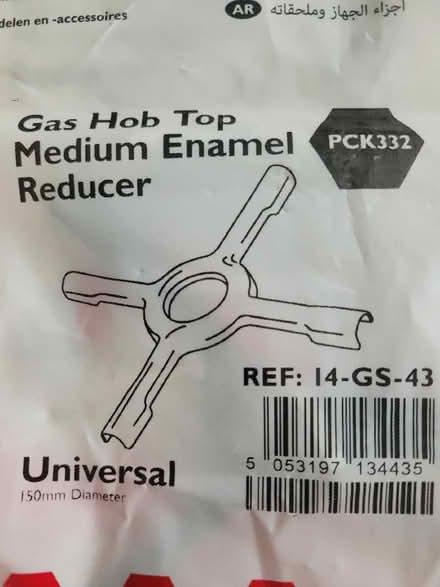 delen en -accessoires
AR أجزاء الجهاز وملحقاته
Gas Hob Top
Medium Enamel
Reducer
PCK332
REF: 14-GS-43
5 053197 134435
Universal
150mm Diameter